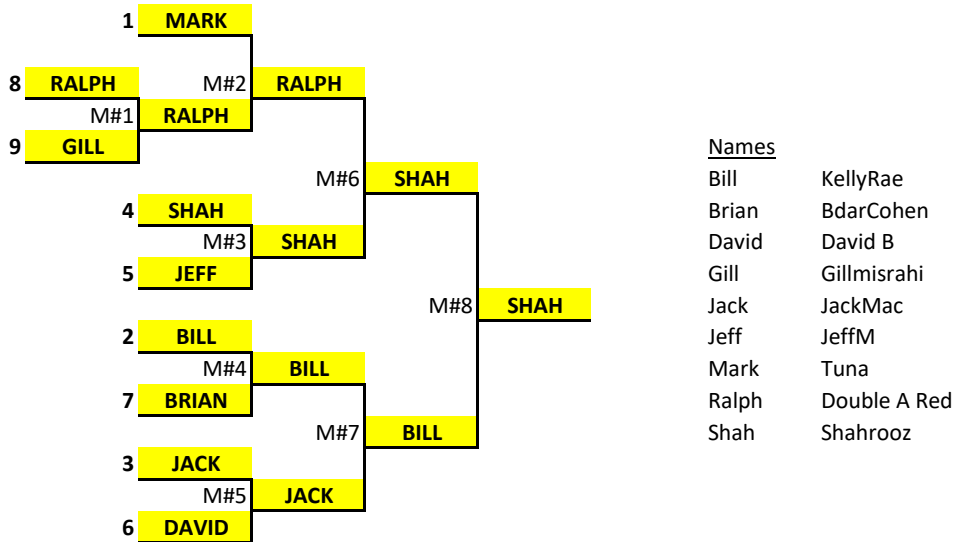 1 MARK
8 RALPH M#2 RALPH
M#1 RALPH
9 GILL
M#6 SHAH
4 SHAH
M#3 SHAH
5 JEFF
M#8 SHAH
2 BILL
M#4 BILL
7 BRIAN
M#7 BILL
3 JACK
M#5 JACK
6 DAVID
Names
Bill KellyRae
Brian BdarCohen
David David B
Gill Gillmisrahi
Jack JackMac
Jeff JeffM
Mark Tuna
Ralph Double A Red
Shah Shahrooz